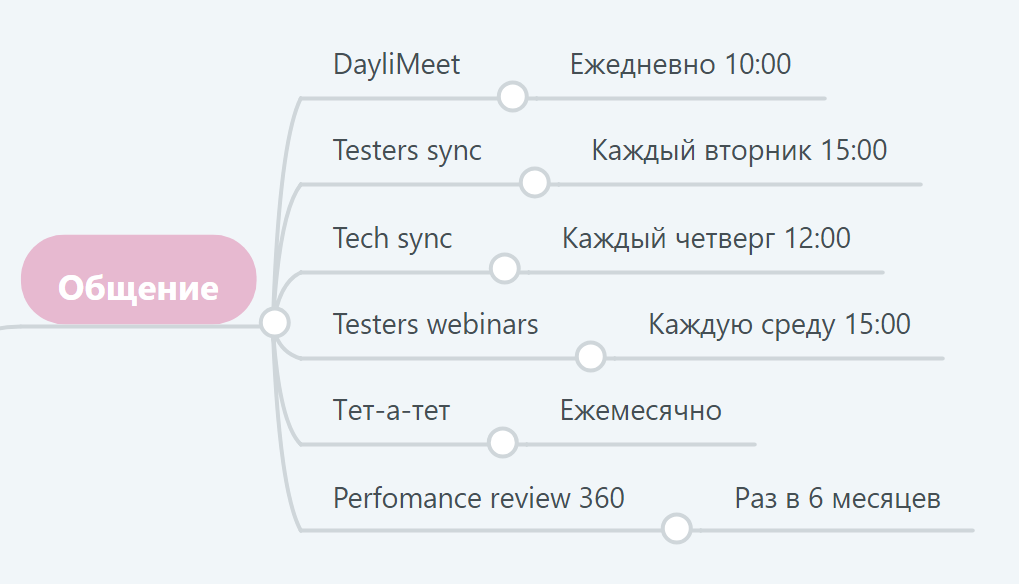 DayliMeet Ежедневно 10:00
Testers sync Каждый вторник 15:00
Tech sync Каждый четверг 12:00
Общение
Testers webinars Каждую среду 15:00
Тет-а-тет Ежемесячно
Perfomance review 360 Раз в 6 месяцев